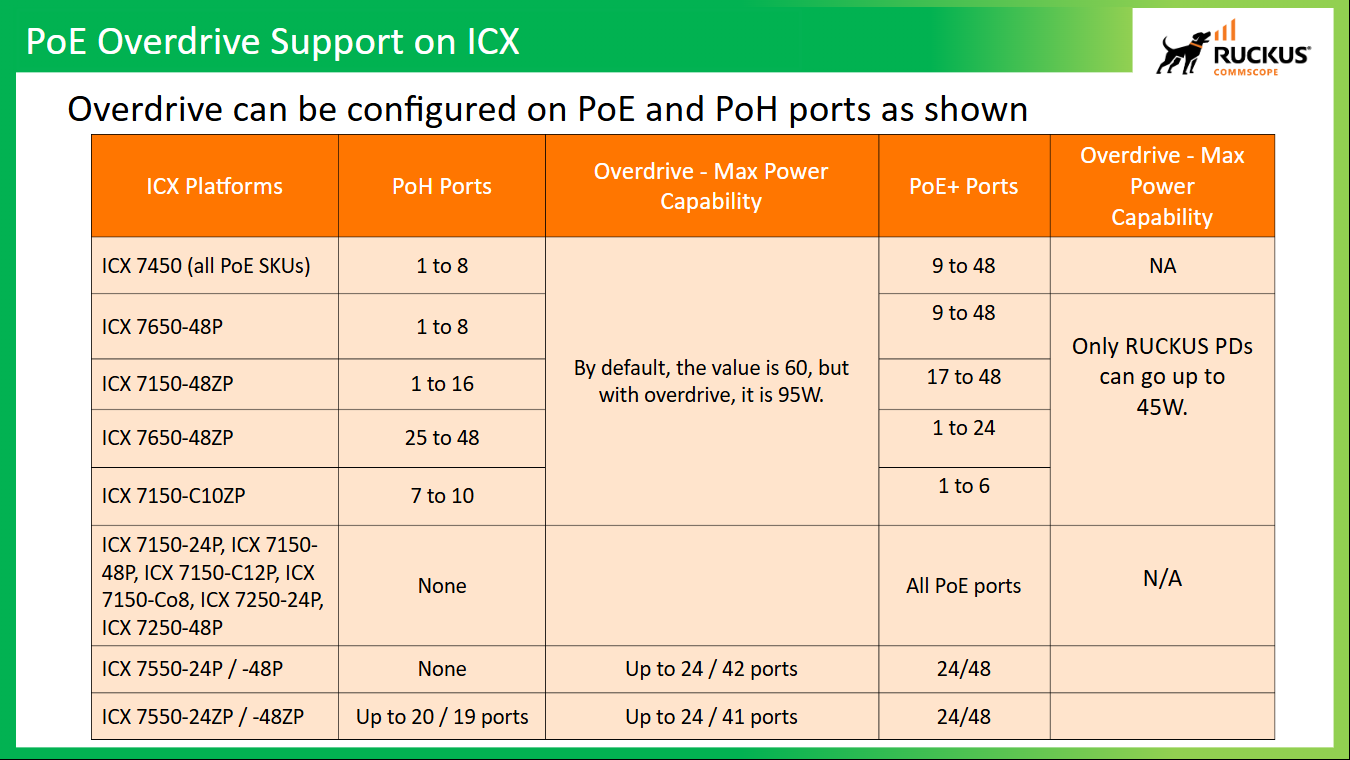 PoE Overdrive Support on ICX
RUCKUS®
COMMSCOPE
Overdrive can be configured on PoE and PoH ports as shown
ICX Platforms
PoH Ports
Overdrive - Max Power
Capability
PoE+ Ports
Overdrive - Max
Power
Capability
ICX 7450 (all PoE SKUs)
1 to 8
By default, the value is 60, but
with overdrive, it is 95W.
9 to 48
NA
ICX 7650-48P
1 to 8
9 to 48
Only RUCKUS PDs
can go up to
45W.
ICX 7150-48ZP
1 to 16
17 to 48
ICX 7650-48ZP
25 to 48
1 to 24
ICX 7150-C10ZP
7 to 10
1 to 6
ICX 7150-24P, ICX 7150-
48P, ICX 7150-C12P, ICX
7150-Co8, ICX 7250-24P,
ICX 7250-48P
None
All PoE ports
N/A
ICX 7550-24P / -48P
None
Up to 24 / 42 ports
24/48
ICX 7550-24ZP / -48ZP
Up to 20 / 19 ports
Up to 24 / 41 ports
24/48